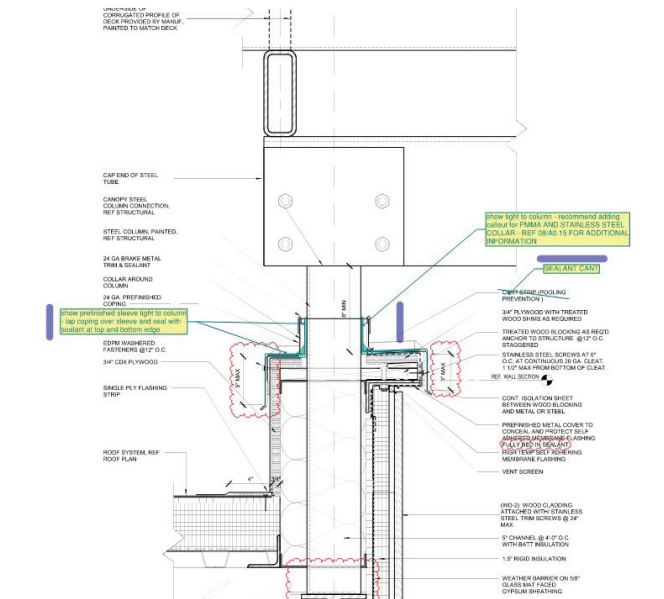 UNDERSIDE OF
CORRUGATED PROFILE OF
DECK PROVIDED BY MANUF,
PAINTED TO MATCH DECK
CAP END OF STEEL
TUBE
CANOPY STEEL
COLUMN CONNECTION,
REF STRUCTURAL
STEEL COLUMN, PAINTED,
REF STRUCTURAL
24 GA BRAKE METAL
TRIM & SEALANT
COLLAR AROUND
COLUMN
24 GA. PREFINISHED
COPING
show prefinished sleeve tight to column
- lap coping over sleeve and seal with
sealant at top and bottom edge
EDPM WASHERED
FASTENERS @12" O.C.
3/4" CDX PLYWOOD
SINGLE PLY FLASHING
STRIP
ROOF SYSTEM, REF
ROOF PLAN
8" MIN
9" MAX
3" MAX
4"
show tight to column - recommend adding
callout for PMMA AND STAINLESS STEEL
COLLAR - REF 08/A0.15 FOR ADDITIONAL
INFORMATION
SEALANT CANT
CANT STRIP (POOLING
PREVENTION )
3/4" PLYWOOD WITH TREATED
WOOD SHIMS AS REQUIRED
TREATED WOOD BLOCKING AS REQ'D
ANCHOR TO STRUCTURE @12" O.C.
STAGGERED
STAINLESS STEEL SCREWS AT 6"
O.C. AT CONTINUOUS 20 GA. CLEAT.
1 1/2" MAX FROM BOTTOM OF CLEAT.
REF. WALL SECTION
CONT. ISOLATION SHEET
BETWEEN WOOD BLOCKING
AND METAL OR STEEL
PREFINISHED METAL COVER TO
CONCEAL AND PROTECT SELF
ADHERED MEMBRANE FLASHING
FULLY BED IN SEALANT
HIGH TEMP SELF ADHERING
MEMBRANE FLASHING
VENT SCREEN
(WD-2): WOOD CLADDING
ATTACHED WITH STAINLESS
STEEL TRIM SCREWS @ 24"
MAX
5" CHANNEL @ 4'-0" O.C.
WITH BATT INSULATION
1.5" RIGID INSULATION
WEATHER BARRIER ON 5/8"
GLASS MAT FACED
GYPSUM SHEATHING